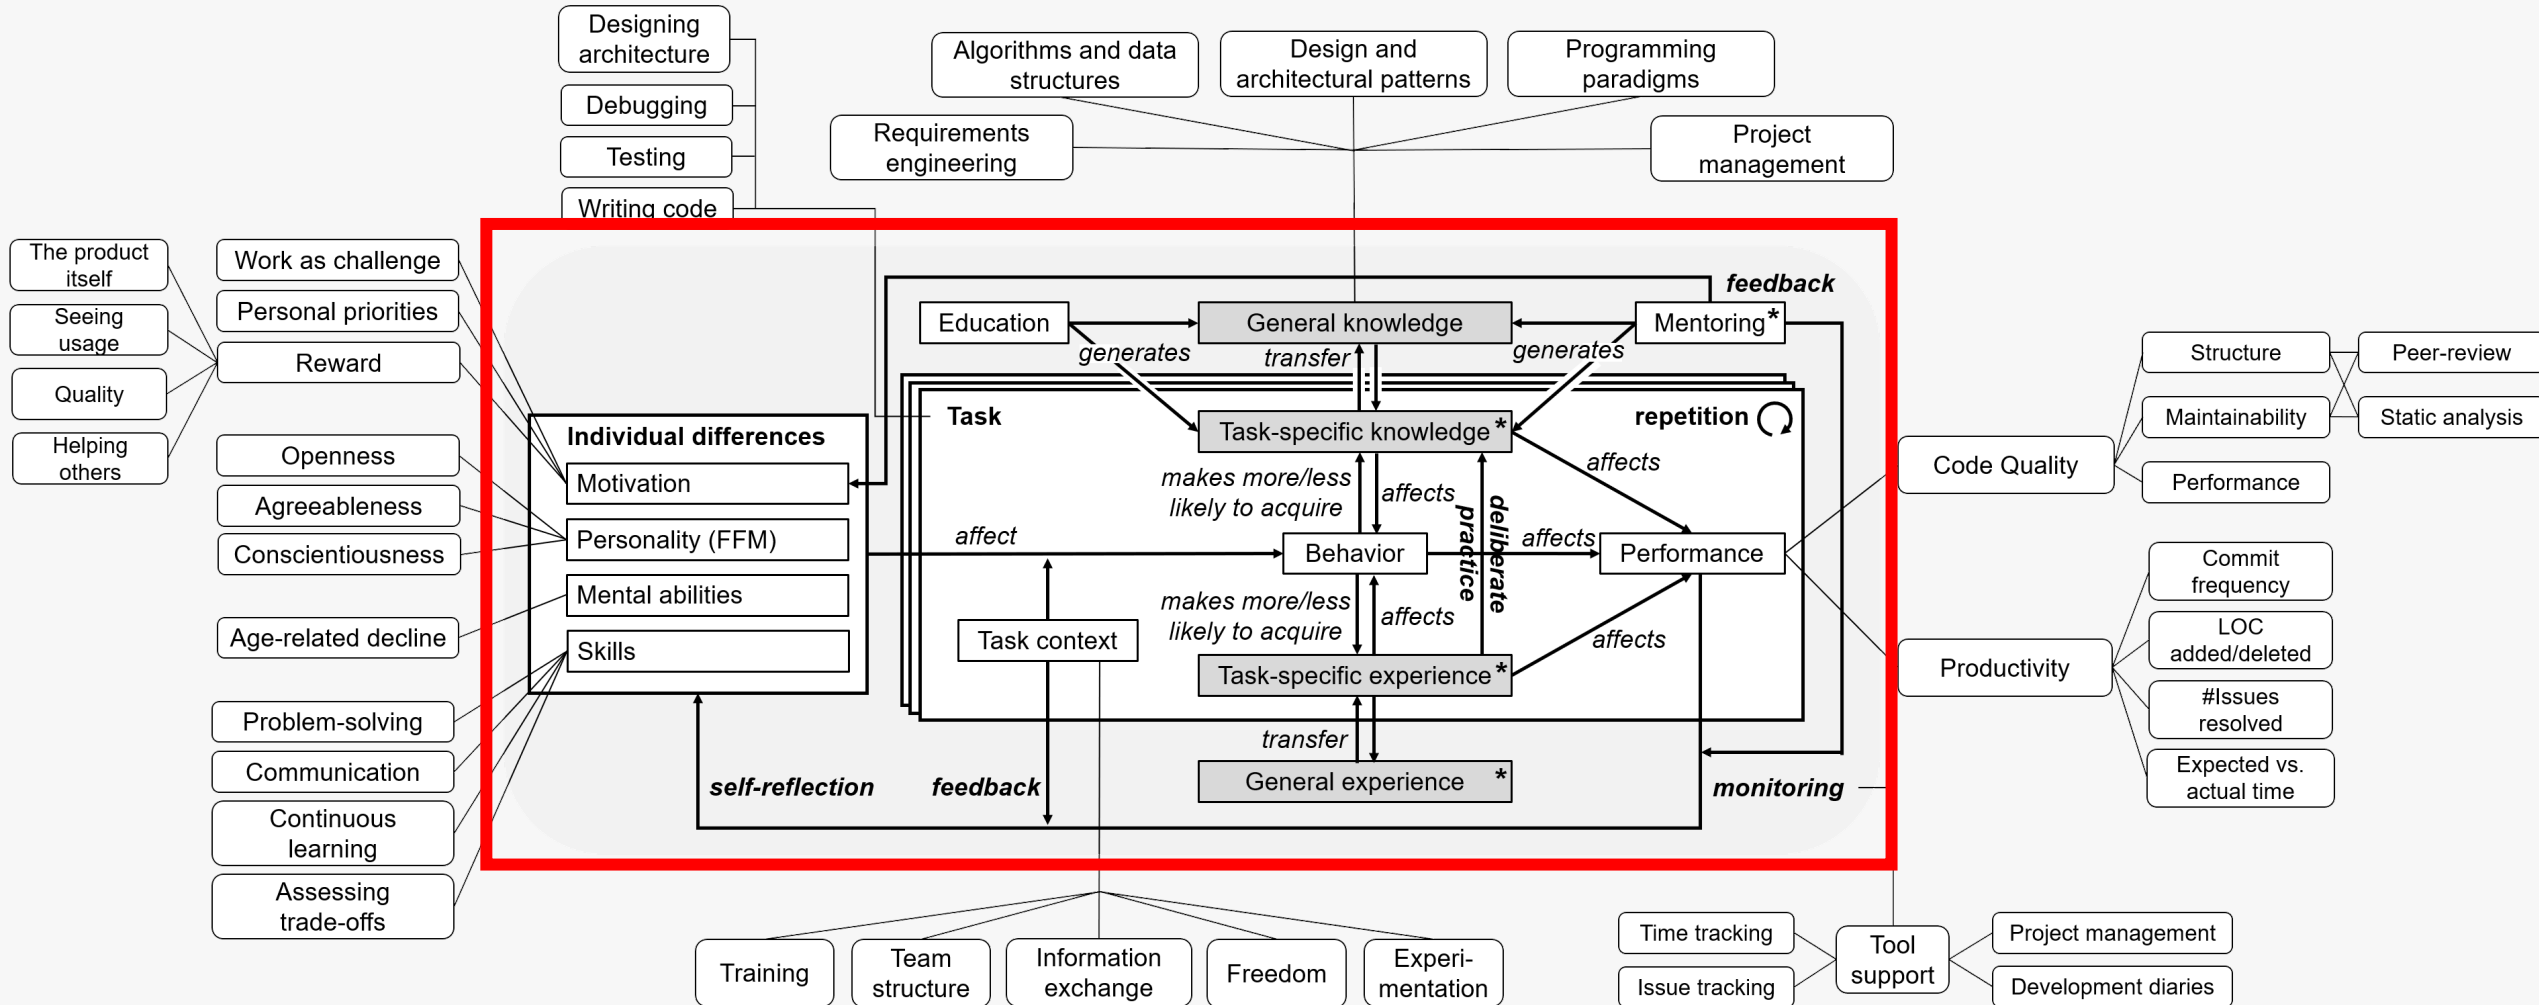 Designing
architecture
Debugging
Testing
Writing code
Algorithms and data
structures
Design and
architectural patterns
Programming
paradigms
Requirements
engineering
Project
management
The product
itself
Seeing
usage
Quality
Helping
others
Work as challenge
Personal priorities
Reward
Openness
Agreeableness
Conscientiousness
Age-related decline
Problem-solving
Communication
Continuous
learning
Assessing
trade-offs
Individual differences
Motivation
Personality (FFM)
Mental abilities
Skills
feedback
Education
General knowledge
Mentoring*
generates
transfer
generates
Task
Task-specific knowledge *
repetition
makes more/less
likely to acquire
affects
affects
deliberate
practice
affect
Behavior
affects
Performance
makes more/less
likely to acquire
affects
affects
Task context
Task-specific experience *
transfer
General experience *
self-reflection
feedback
monitoring
Code Quality
Structure
Maintainability
Performance
Peer-review
Static analysis
Productivity
Commit
frequency
LOC
added/deleted
#Issues
resolved
Expected vs.
actual time
Training
Team
structure
Information
exchange
Freedom
Experi-
mentation
Time tracking
Issue tracking
Tool
support
Project management
Development diaries